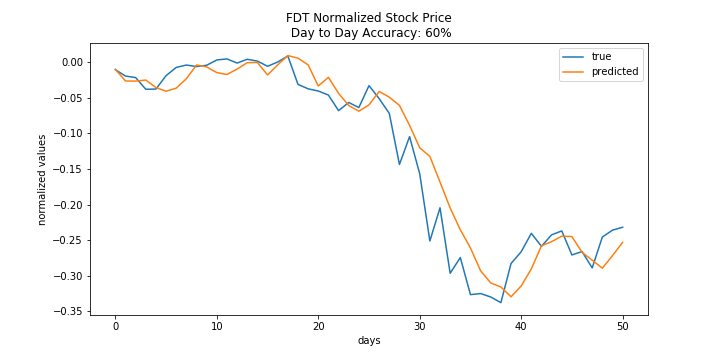 FDT Normalized Stock Price
Day to Day Accuracy: 60%
true
predicted
normalized values
0.00
−0.05
−0.10
−0.15
−0.20
−0.25
−0.30
−0.35
0 10 20 30 40 50
days